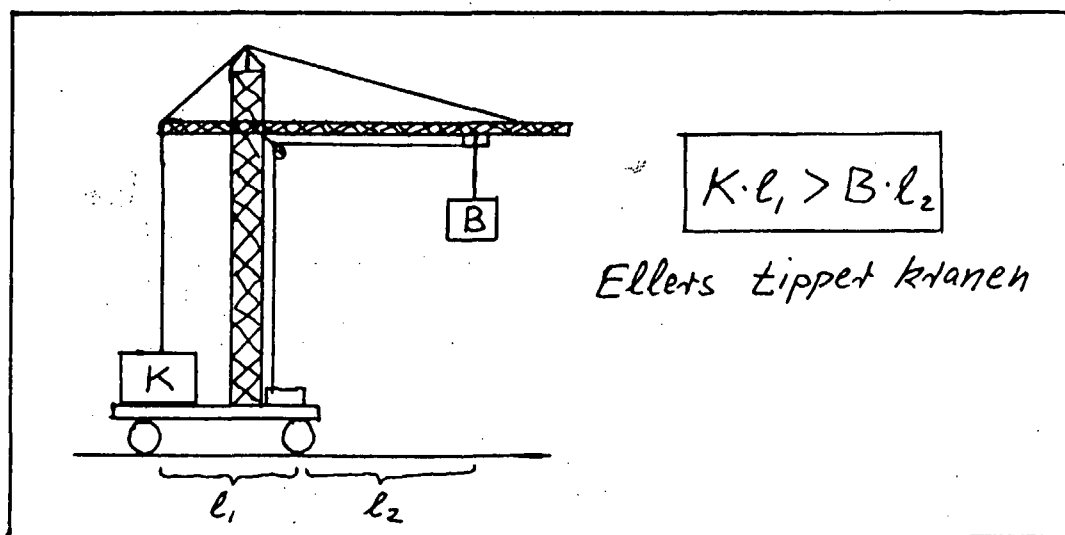 K·l₁ > B·l₂
Ellers tipper kranen
B
K
l₁ l₂